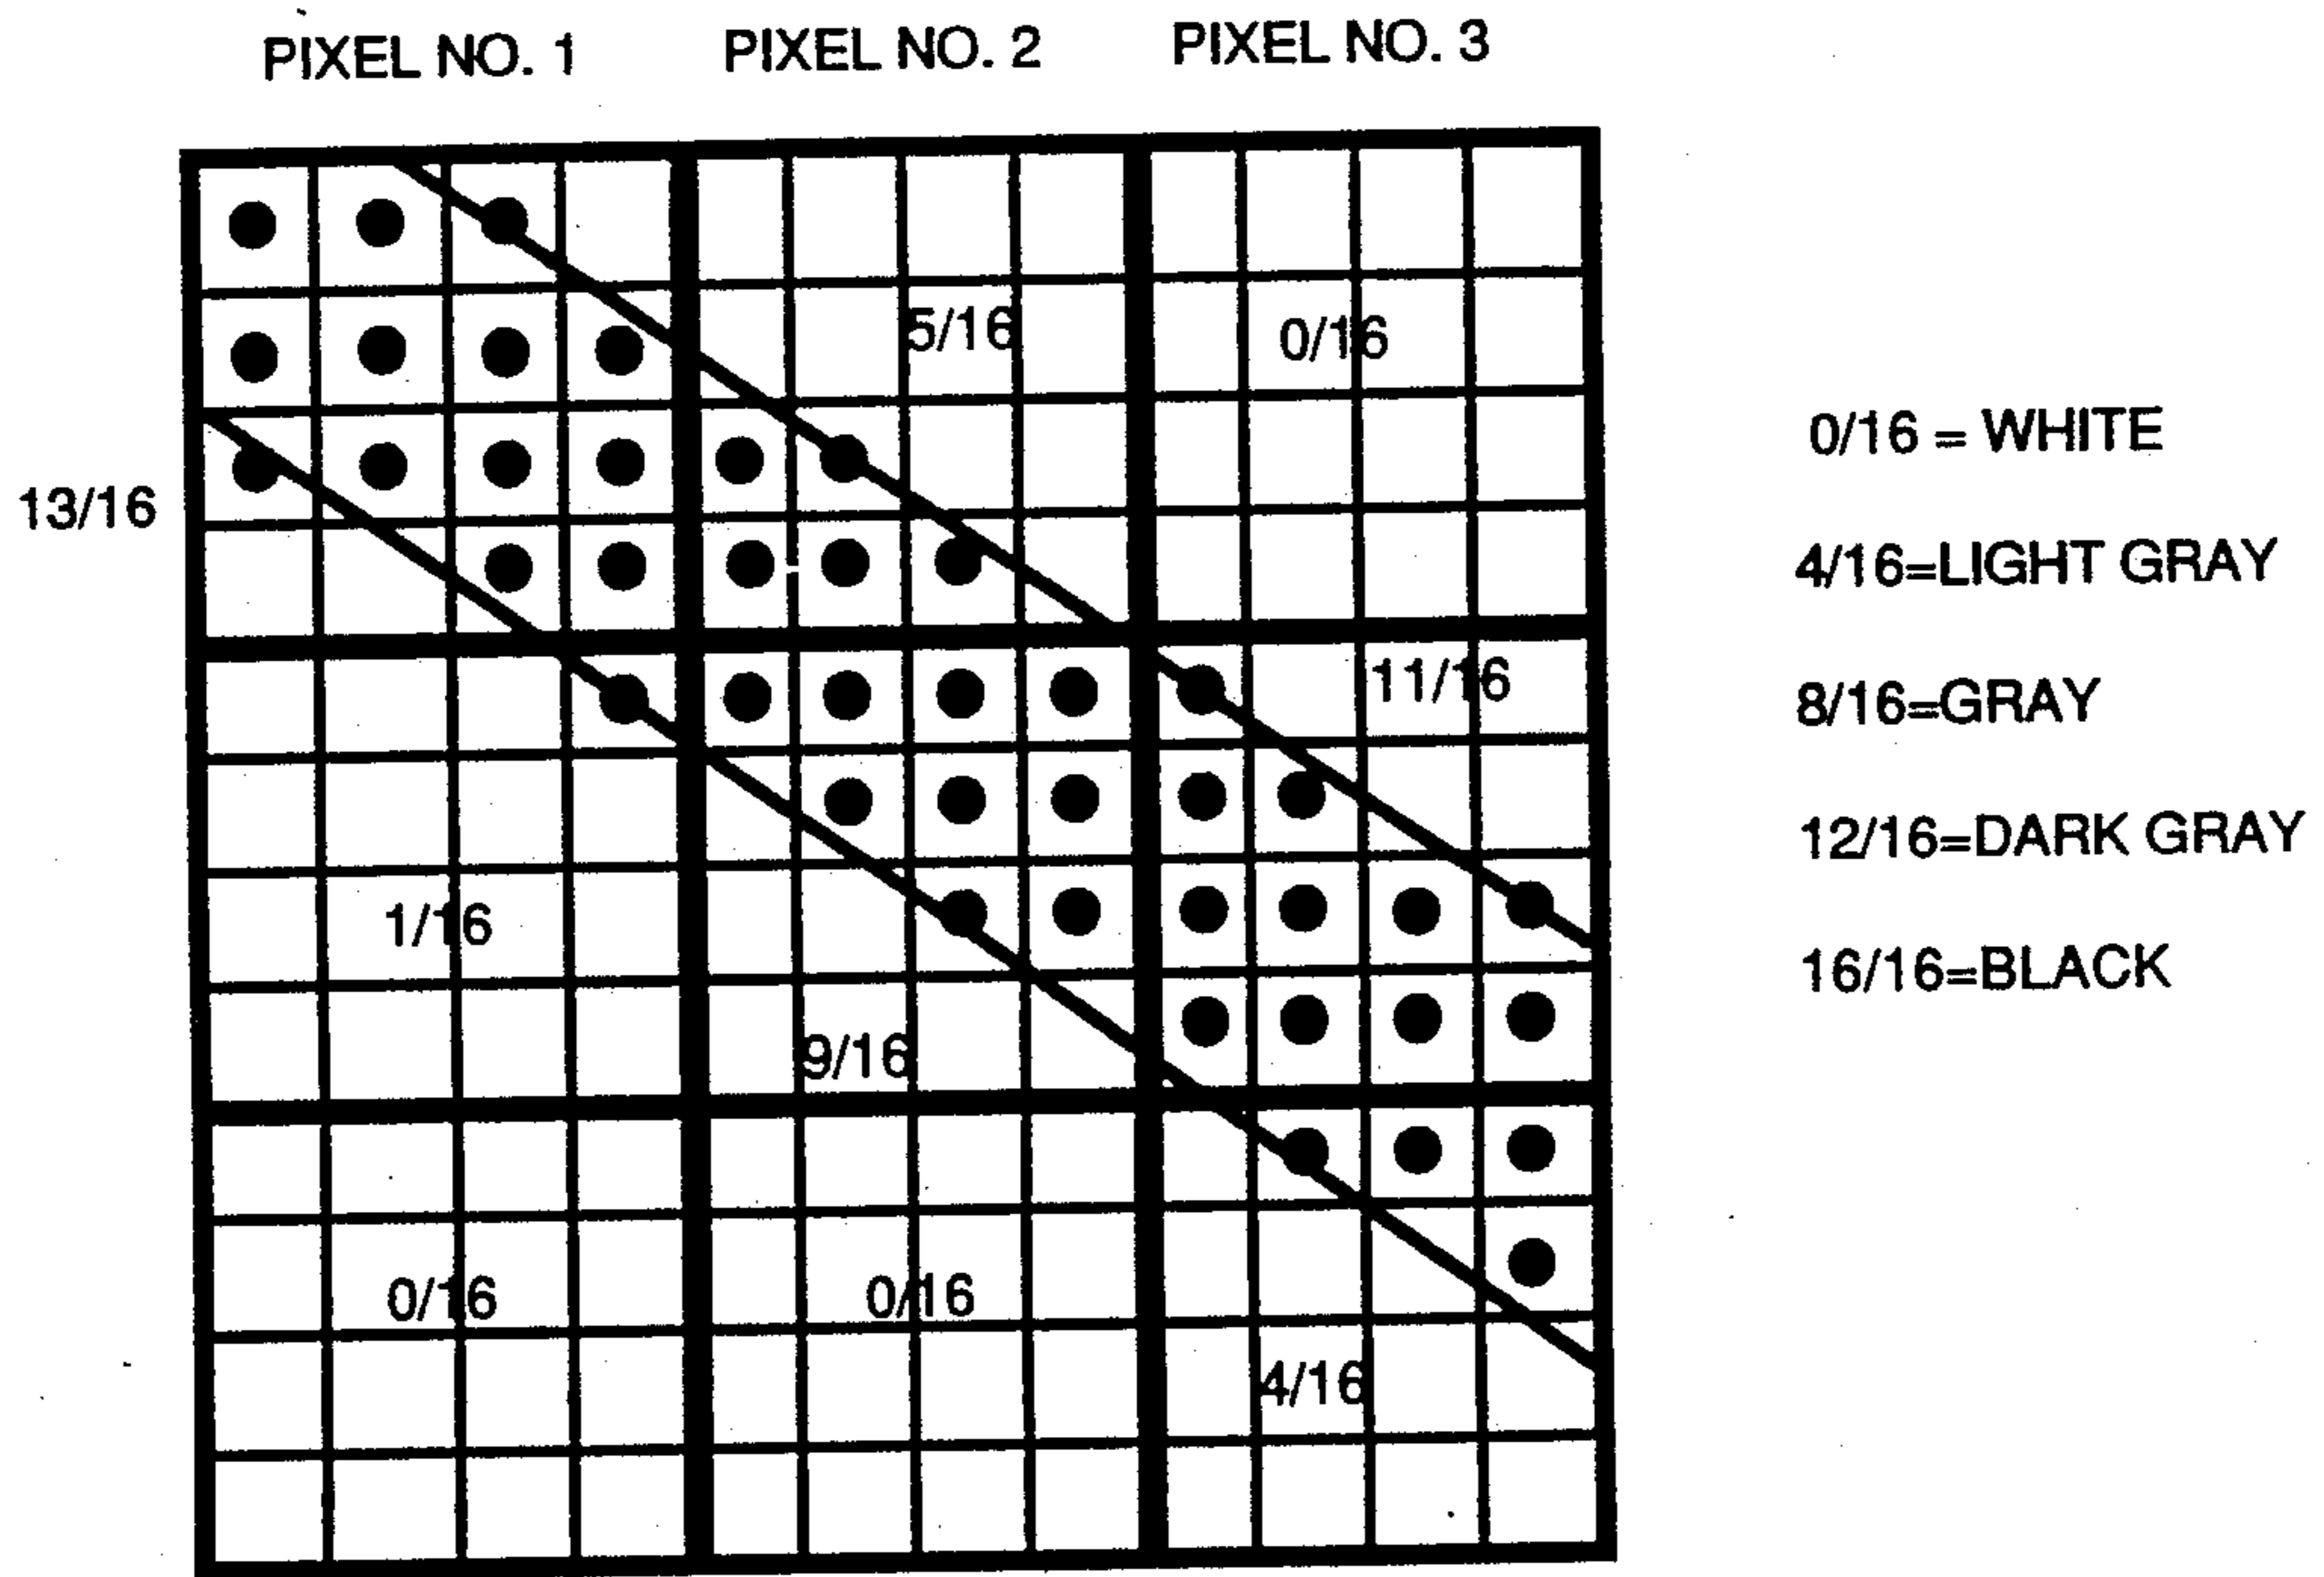 PIXEL NO. 1 PIXEL NO. 2 PIXEL NO. 3
5/16 0/16
0/16 = WHITE
13/16
4/16=LIGHT GRAY
11/16
8/16=GRAY
12/16=DARK GRAY
1/16
16/16=BLACK
9/16
0/16 0/16
4/16